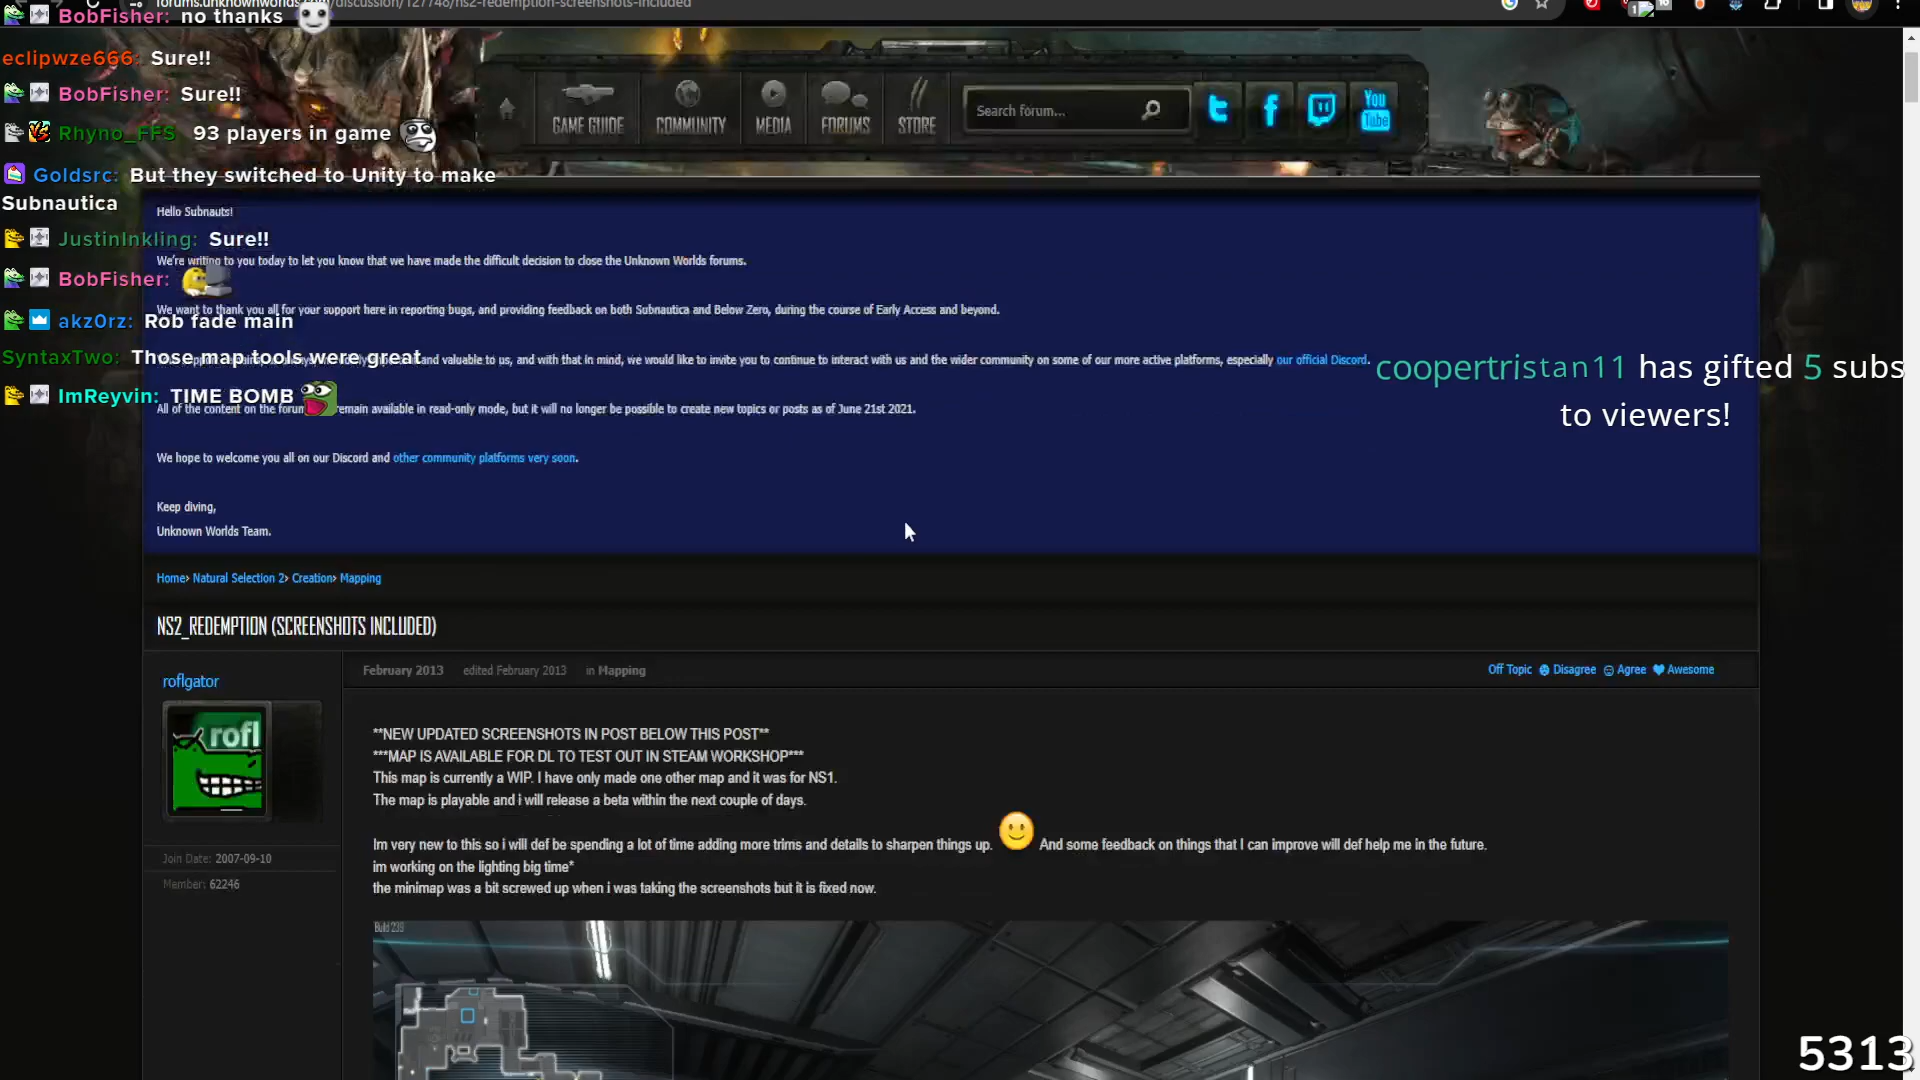 forums.unknownworlds.com/discussion/127748/ns2-redemption-screenshots-included
BobFisher: no thanks
eclipwze666: Sure!!
BobFisher: Sure!!
Rhyno_FFS 93 players in game
Goldsrc: But they switched to Unity to make
Subnautica
JustinInkling: Sure!!
BobFisher:
akz0rz: Rob fade main
SyntaxTwo: Those map tools were great
ImReyvin: TIME BOMB
GAME GUIDE
COMMUNITY
MEDIA
FORUMS
STORE
Search forum...
You
Tube
Hello Subnauts!
We're writing to you today to let you know that we have made the difficult decision to close the Unknown Worlds forums.
We want to thank you all for your support here in reporting bugs, and providing feedback on both Subnautica and Below Zero, during the course of Early Access and beyond.
and valuable to us, and with that in mind, we would like to invite you to continue to interact with us and the wider community on some of our more active platforms, especially our official Discord.
All of the content on the forum remain available in read-only mode, but it will no longer be possible to create new topics or posts as of June 21st 2021.
We hope to welcome you all on our Discord and other community platforms very soon.
Keep diving,
Unknown Worlds Team.
coopertristan11 has gifted 5 subs
to viewers!
Home› Natural Selection 2› Creation› Mapping
NS2_REDEMPTION (SCREENSHOTS INCLUDED)
roflgator
rofl
Join Date: 2007-09-10
Member: 62246
February 2013 edited February 2013 in Mapping
Off Topic Disagree Agree Awesome
**NEW UPDATED SCREENSHOTS IN POST BELOW THIS POST**
***MAP IS AVAILABLE FOR DL TO TEST OUT IN STEAM WORKSHOP***
This map is currently a WIP. I have only made one other map and it was for NS1.
The map is playable and i will release a beta within the next couple of days.
Im very new to this so i will def be spending a lot of time adding more trims and details to sharpen things up. And some feedback on things that I can improve will def help me in the future.
im working on the lighting big time*
the minimap was a bit screwed up when i was taking the screenshots but it is fixed now.
Build 239
5313